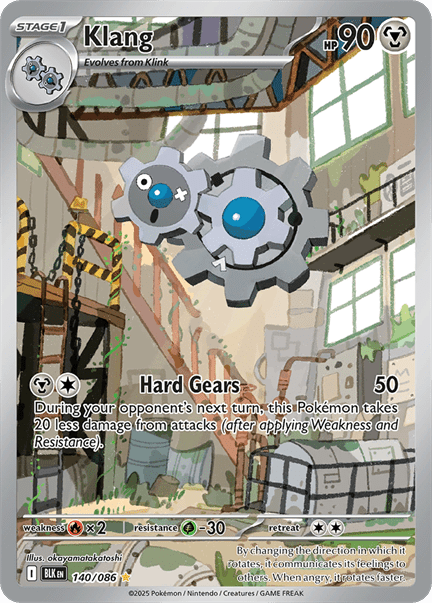 STAGE 1 Klang HP 90
Evolves from Klink
Hard Gears 50
During your opponent's next turn, this Pokémon takes
20 less damage from attacks (after applying Weakness and
Resistance).
weakness ×2 resistance -30 retreat
Illus. okayamatakatoshi
I BLK EN 140/086
By changing the direction in which it
rotates, it communicates its feelings to
others. When angry, it rotates faster.
©2025 Pokémon / Nintendo / Creatures / GAME FREAK